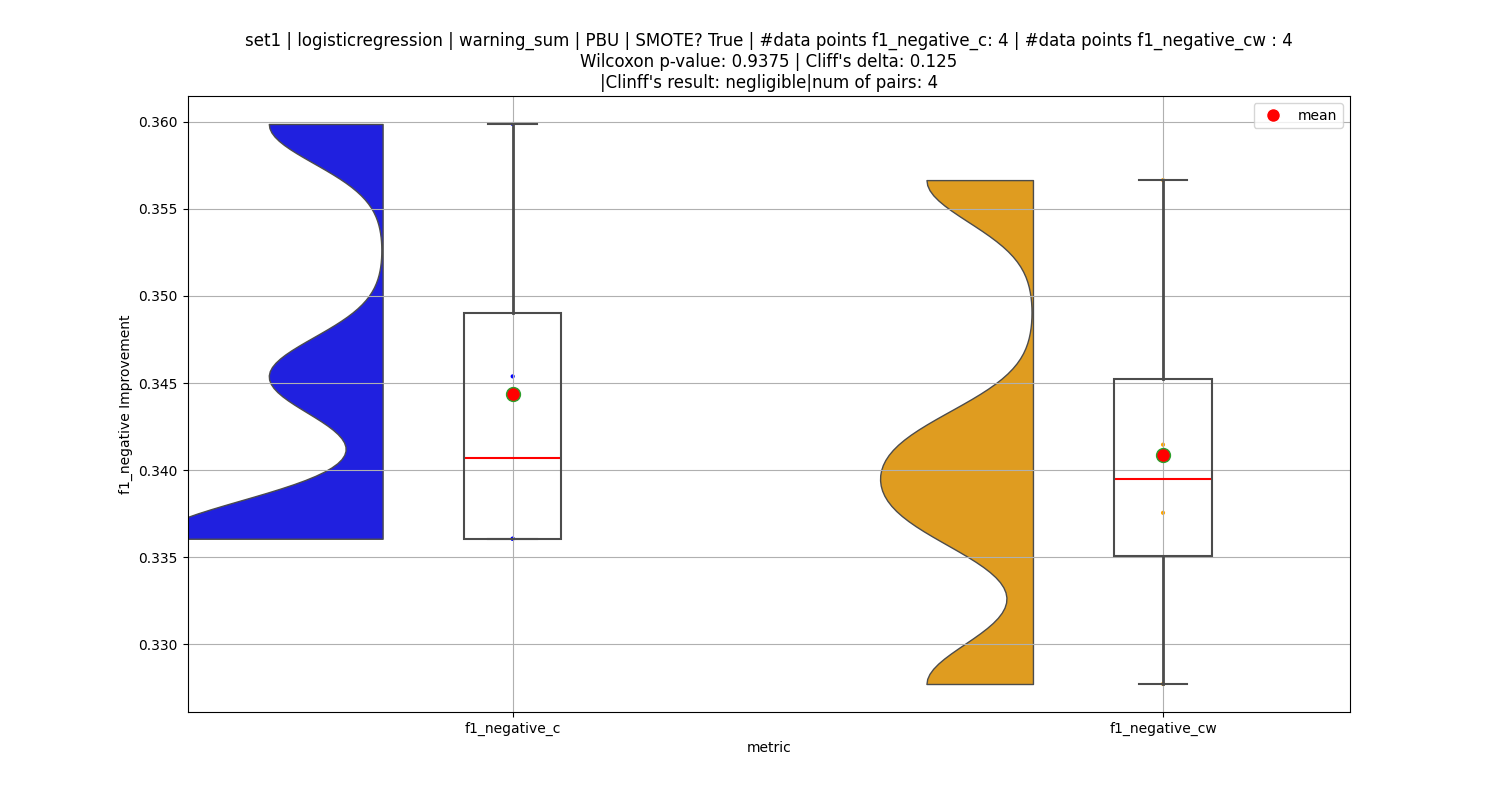 set1 | logisticregression | warning_sum | PBU | SMOTE? True | #data points f1_negative_c: 4 | #data points f1_negative_cw : 4
Wilcoxon p-value: 0.9375 | Cliff's delta: 0.125
|Clinff's result: negligible|num of pairs: 4
mean
0.360
0.355
0.350
0.345
0.340
0.335
0.330
f1_negative Improvement
f1_negative_c
f1_negative_cw
metric